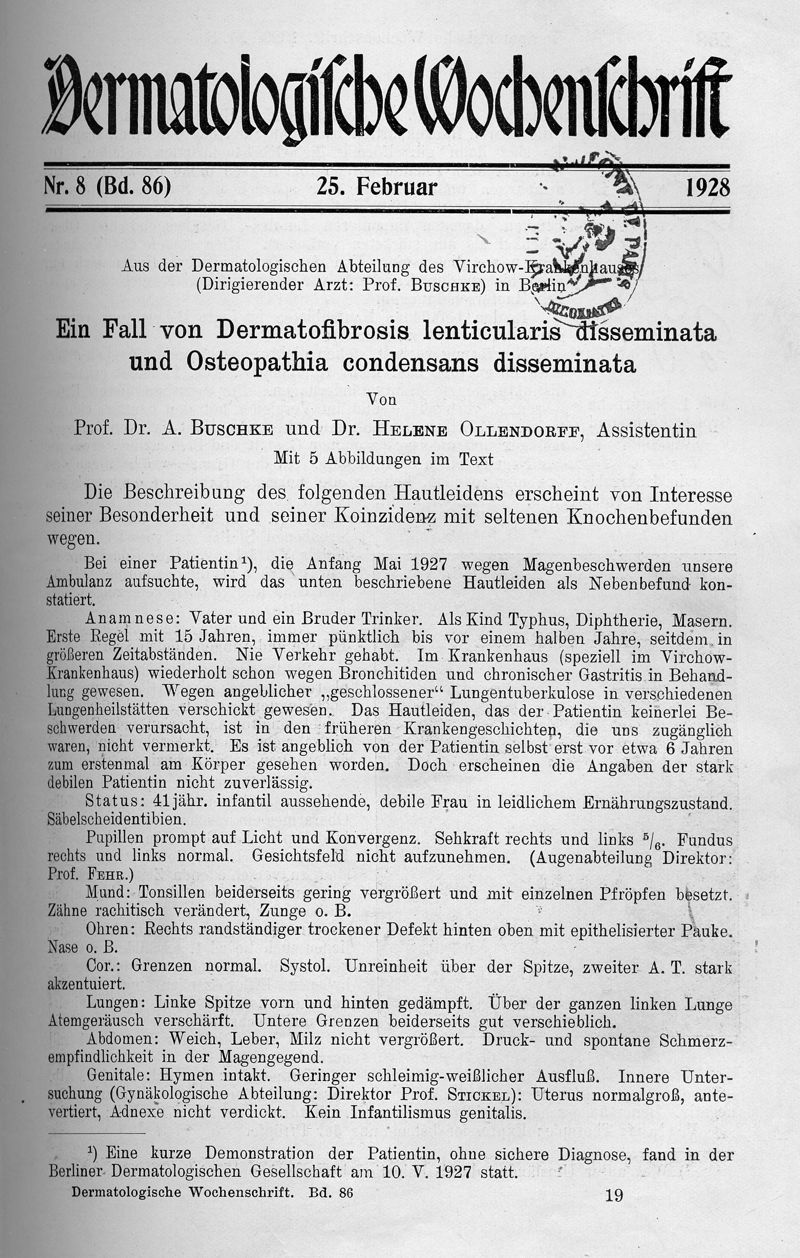 Dermatologische Wochenschrift
Nr. 8 (Bd. 86) 25. Februar 1928
Aus der Dermatologischen Abteilung des Virchow-Krankenhauses
(Dirigierender Arzt: Prof. BUSCHKE) in Berlin
Ein Fall von Dermatofibrosis lenticularis disseminata
und Osteopathia condensans disseminata
Von
Prof. Dr. A. BUSCHKE und Dr. HELENE OLLENDORFF, Assistentin
Mit 5 Abbildungen im Text
Die Beschreibung des folgenden Hautleidens erscheint von Interesse
seiner Besonderheit und seiner Koinzidenz mit seltenen Knochenbefunden
wegen.
Bei einer Patientin¹), die Anfang Mai 1927 wegen Magenbeschwerden unsere
Ambulanz aufsuchte, wird das unten beschriebene Hautleiden als Nebenbefund kon-
statiert.
Anamnese: Vater und ein Bruder Trinker. Als Kind Typhus, Diphtherie, Masern.
Erste Regel mit 15 Jahren, immer pünktlich bis vor einem halben Jahre, seitdem in
größeren Zeitabständen. Nie Verkehr gehabt. Im Krankenhaus (speziell im Virchow-
Krankenhaus) wiederholt schon wegen Bronchitiden und chronischer Gastritis in Behand-
lung gewesen. Wegen angeblicher „geschlossener“ Lungentuberkulose in verschiedenen
Lungenheilstätten verschickt gewesen. Das Hautleiden, das der Patientin keinerlei Be-
schwerden verursacht, ist in den früheren Krankengeschichten, die uns zugänglich
waren, nicht vermerkt. Es ist angeblich von der Patientin selbst erst vor etwa 6 Jahren
zum erstenmal am Körper gesehen worden. Doch erscheinen die Angaben der stark
debilen Patientin nicht zuverlässig.
Status: 41jähr. infantil aussehende, debile Frau in leidlichem Ernährungszustand.
Säbelscheidentibien.
Pupillen prompt auf Licht und Konvergenz. Sehkraft rechts und links ⁵/₆. Fundus
rechts und links normal. Gesichtsfeld nicht aufzunehmen. (Augenabteilung Direktor:
Prof. FEHR.)
Mund: Tonsillen beiderseits gering vergrößert und mit einzelnen Pfröpfen besetzt.
Zähne rachitisch verändert, Zunge o. B.
Ohren: Rechts randständiger trockener Defekt hinten oben mit epithelisierter Pauke.
Nase o. B.
Cor.: Grenzen normal. Systol. Unreinheit über der Spitze, zweiter A. T. stark
akzentuiert.
Lungen: Linke Spitze vorn und hinten gedämpft. Über der ganzen linken Lunge
Atemgeräusch verschärft. Untere Grenzen beiderseits gut verschieblich.
Abdomen: Weich, Leber, Milz nicht vergrößert. Druck- und spontane Schmerz-
empfindlichkeit in der Magengegend.
Genitale: Hymen intakt. Geringer schleimig-weißlicher Ausfluß. Innere Unter-
suchung (Gynäkologische Abteilung: Direktor Prof. STICKEL): Uterus normalgroß, ante-
vertiert, Adnexe nicht verdickt. Kein Infantilismus genitalis.
¹) Eine kurze Demonstration der Patientin, ohne sichere Diagnose, fand in der
Berliner Dermatologischen Gesellschaft am 10. V. 1927 statt.
Dermatologische Wochenschrift. Bd. 86 19